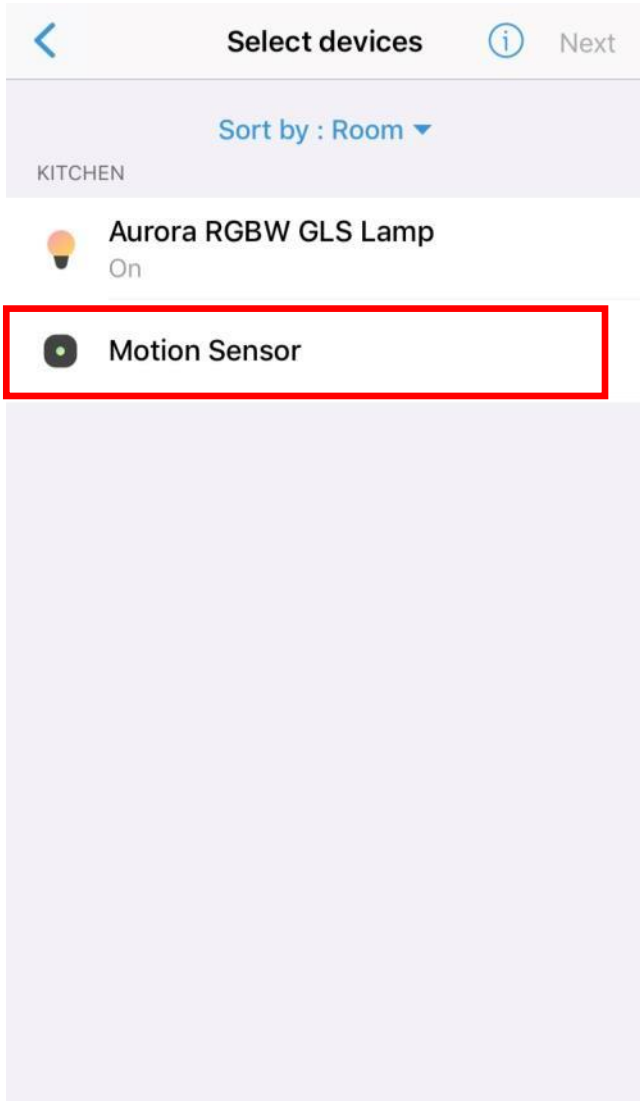 Select devices
Next
Sort by : Room
KITCHEN
Aurora RGBW GLS Lamp
On
Motion Sensor